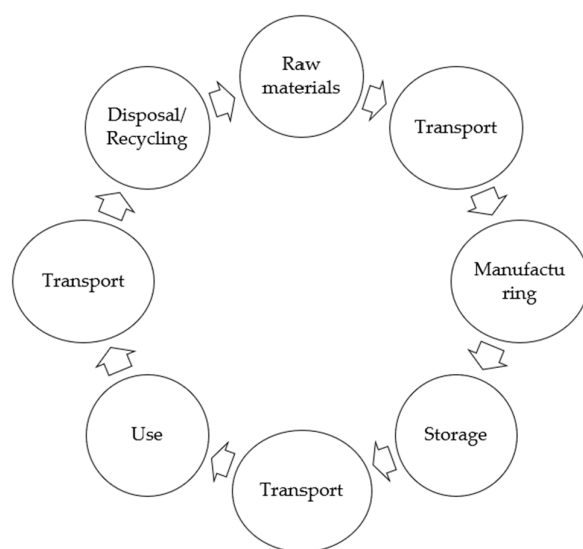 Raw
materials
Transport
Manufactu
ring
Storage
Transport
Use
Transport
Disposal/
Recycling